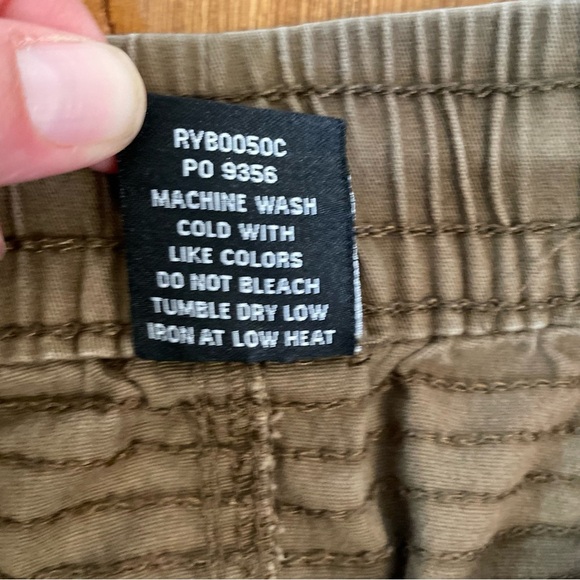 RYB0050C
PO 9356
MACHINE WASH
COLD WITH
LIKE COLORS
DO NOT BLEACH
TUMBLE DRY LOW
IRON AT LOW HEAT